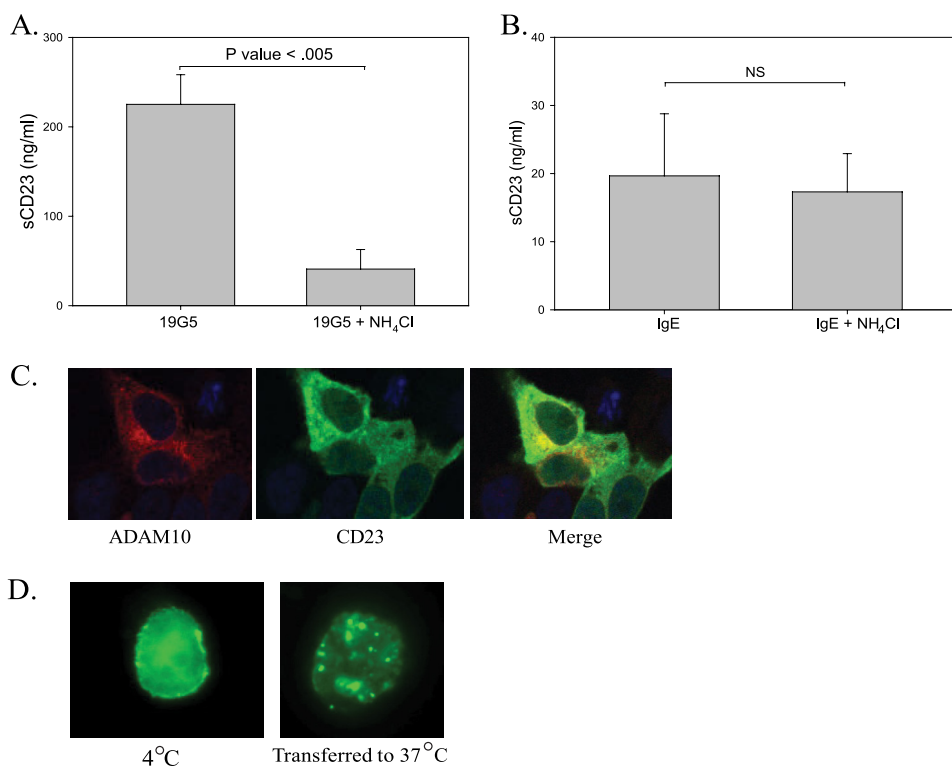 A.
P value < .005
sCD23 (ng/ml)
300
200
100
0
19G5
19G5 + NH₄Cl
B.
NS
sCD23 (ng/ml)
40
30
20
10
0
IgE
IgE + NH₄Cl
C.
ADAM10
CD23
Merge
D.
4°C
Transferred to 37°C